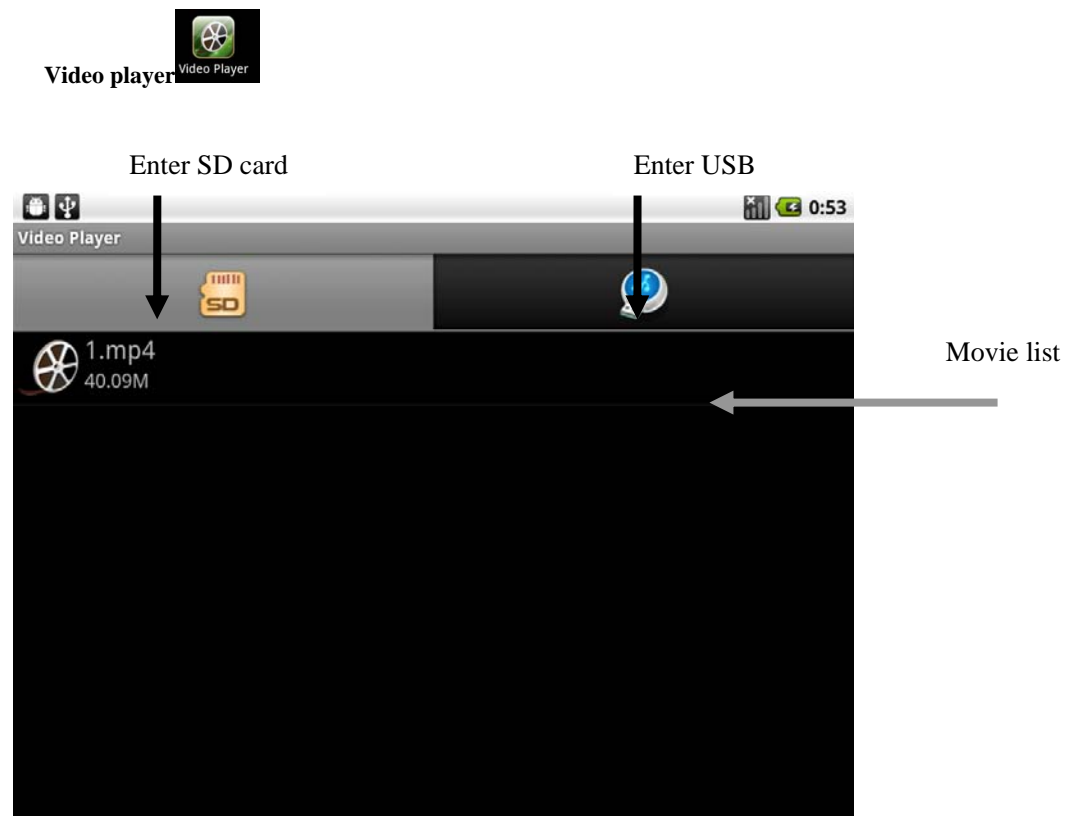 Video Player
Video player
Enter SD card
Enter USB
0:53
Video Player
SD
1.mp4
40.09M
Movie list